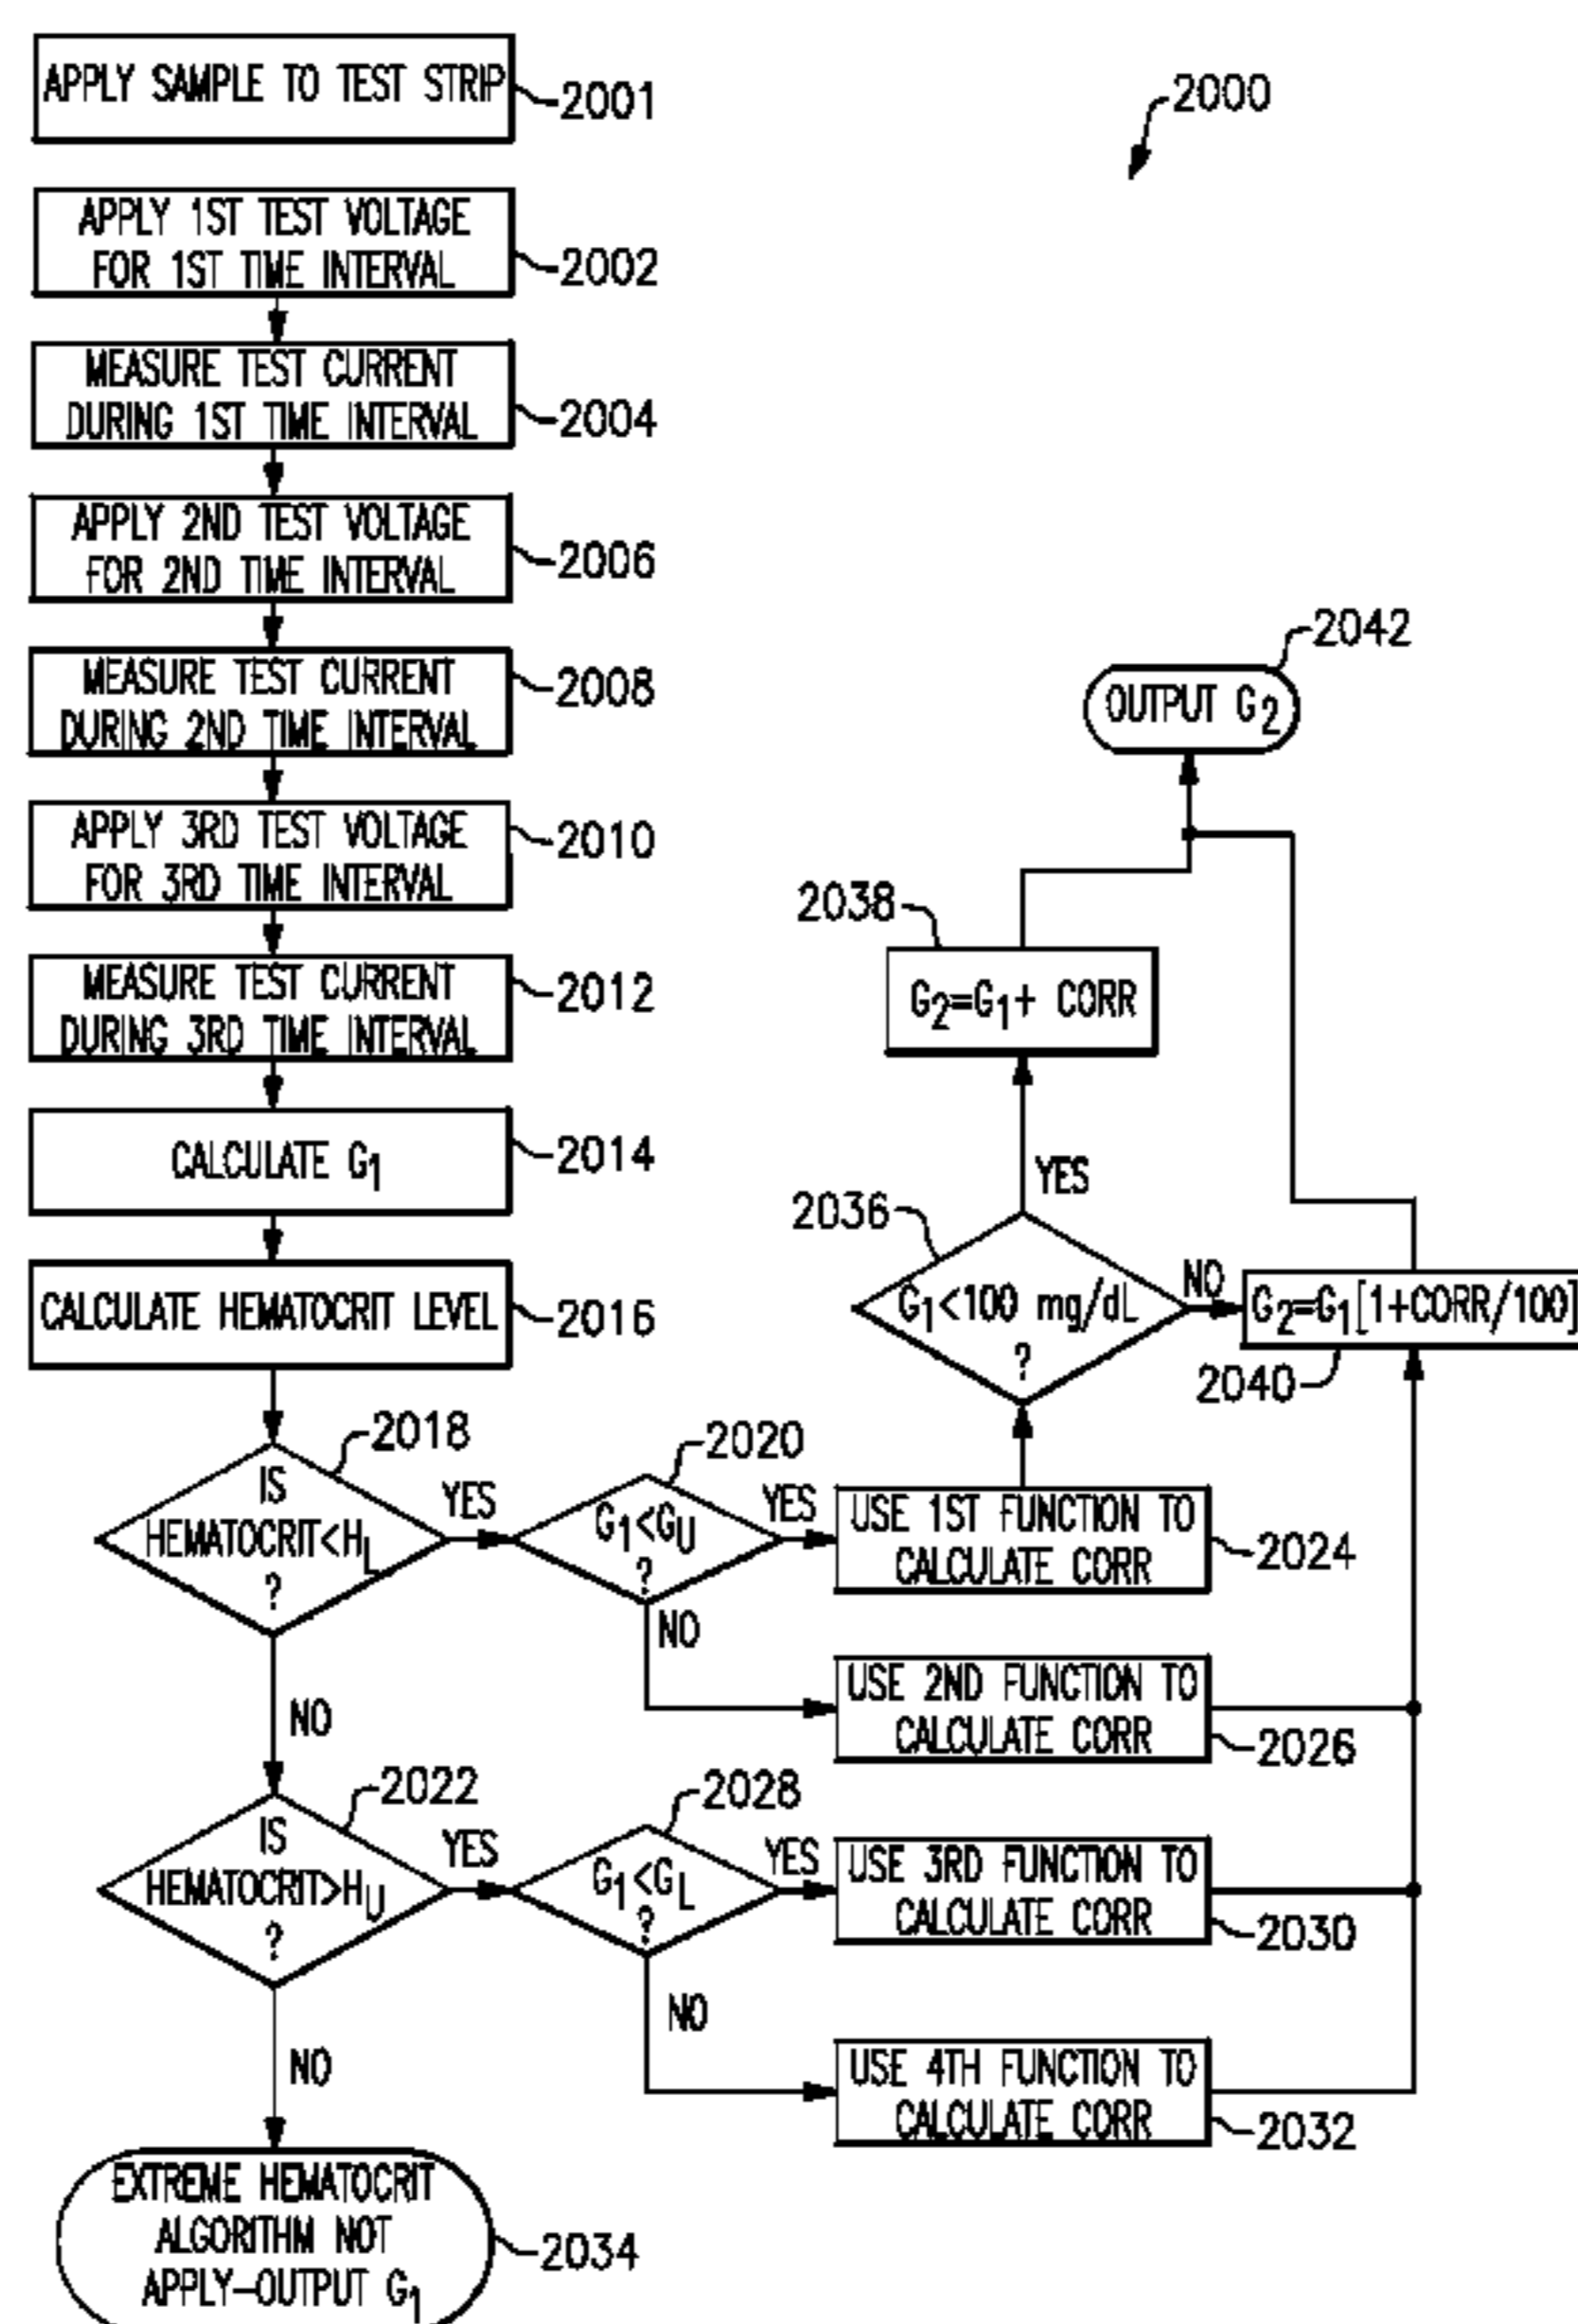 APPLY SAMPLE TO TEST STRIP
2001
2000
APPLY 1ST TEST VOLTAGE
FOR 1ST TIME INTERVAL
2002
MEASURE TEST CURRENT
DURING 1ST TIME INTERVAL
2004
APPLY 2ND TEST VOLTAGE
FOR 2ND TIME INTERVAL
2006
MEASURE TEST CURRENT
DURING 2ND TIME INTERVAL
2008
APPLY 3RD TEST VOLTAGE
FOR 3RD TIME INTERVAL
2010
MEASURE TEST CURRENT
DURING 3RD TIME INTERVAL
2012
CALCULATE G1
2014
CALCULATE HEMATOCRIT LEVEL
2016
IS
HEMATOCRIT<HL
?
2018
YES
NO
G1<GU
?
2020
YES
NO
USE 1ST FUNCTION TO
CALCULATE CORR
2024
USE 2ND FUNCTION TO
CALCULATE CORR
2026
IS
HEMATOCRIT>HU
?
2022
YES
NO
G1<GL
?
2028
YES
NO
USE 3RD FUNCTION TO
CALCULATE CORR
2030
USE 4TH FUNCTION TO
CALCULATE CORR
2032
EXTREME HEMATOCRIT
ALGORITHM NOT
APPLY-OUTPUT G1
2034
2036
G1<100 mg/dL
?
YES
NO
2038
G2=G1+ CORR
G2=G1[1+CORR/100]
2040
OUTPUT G2
2042